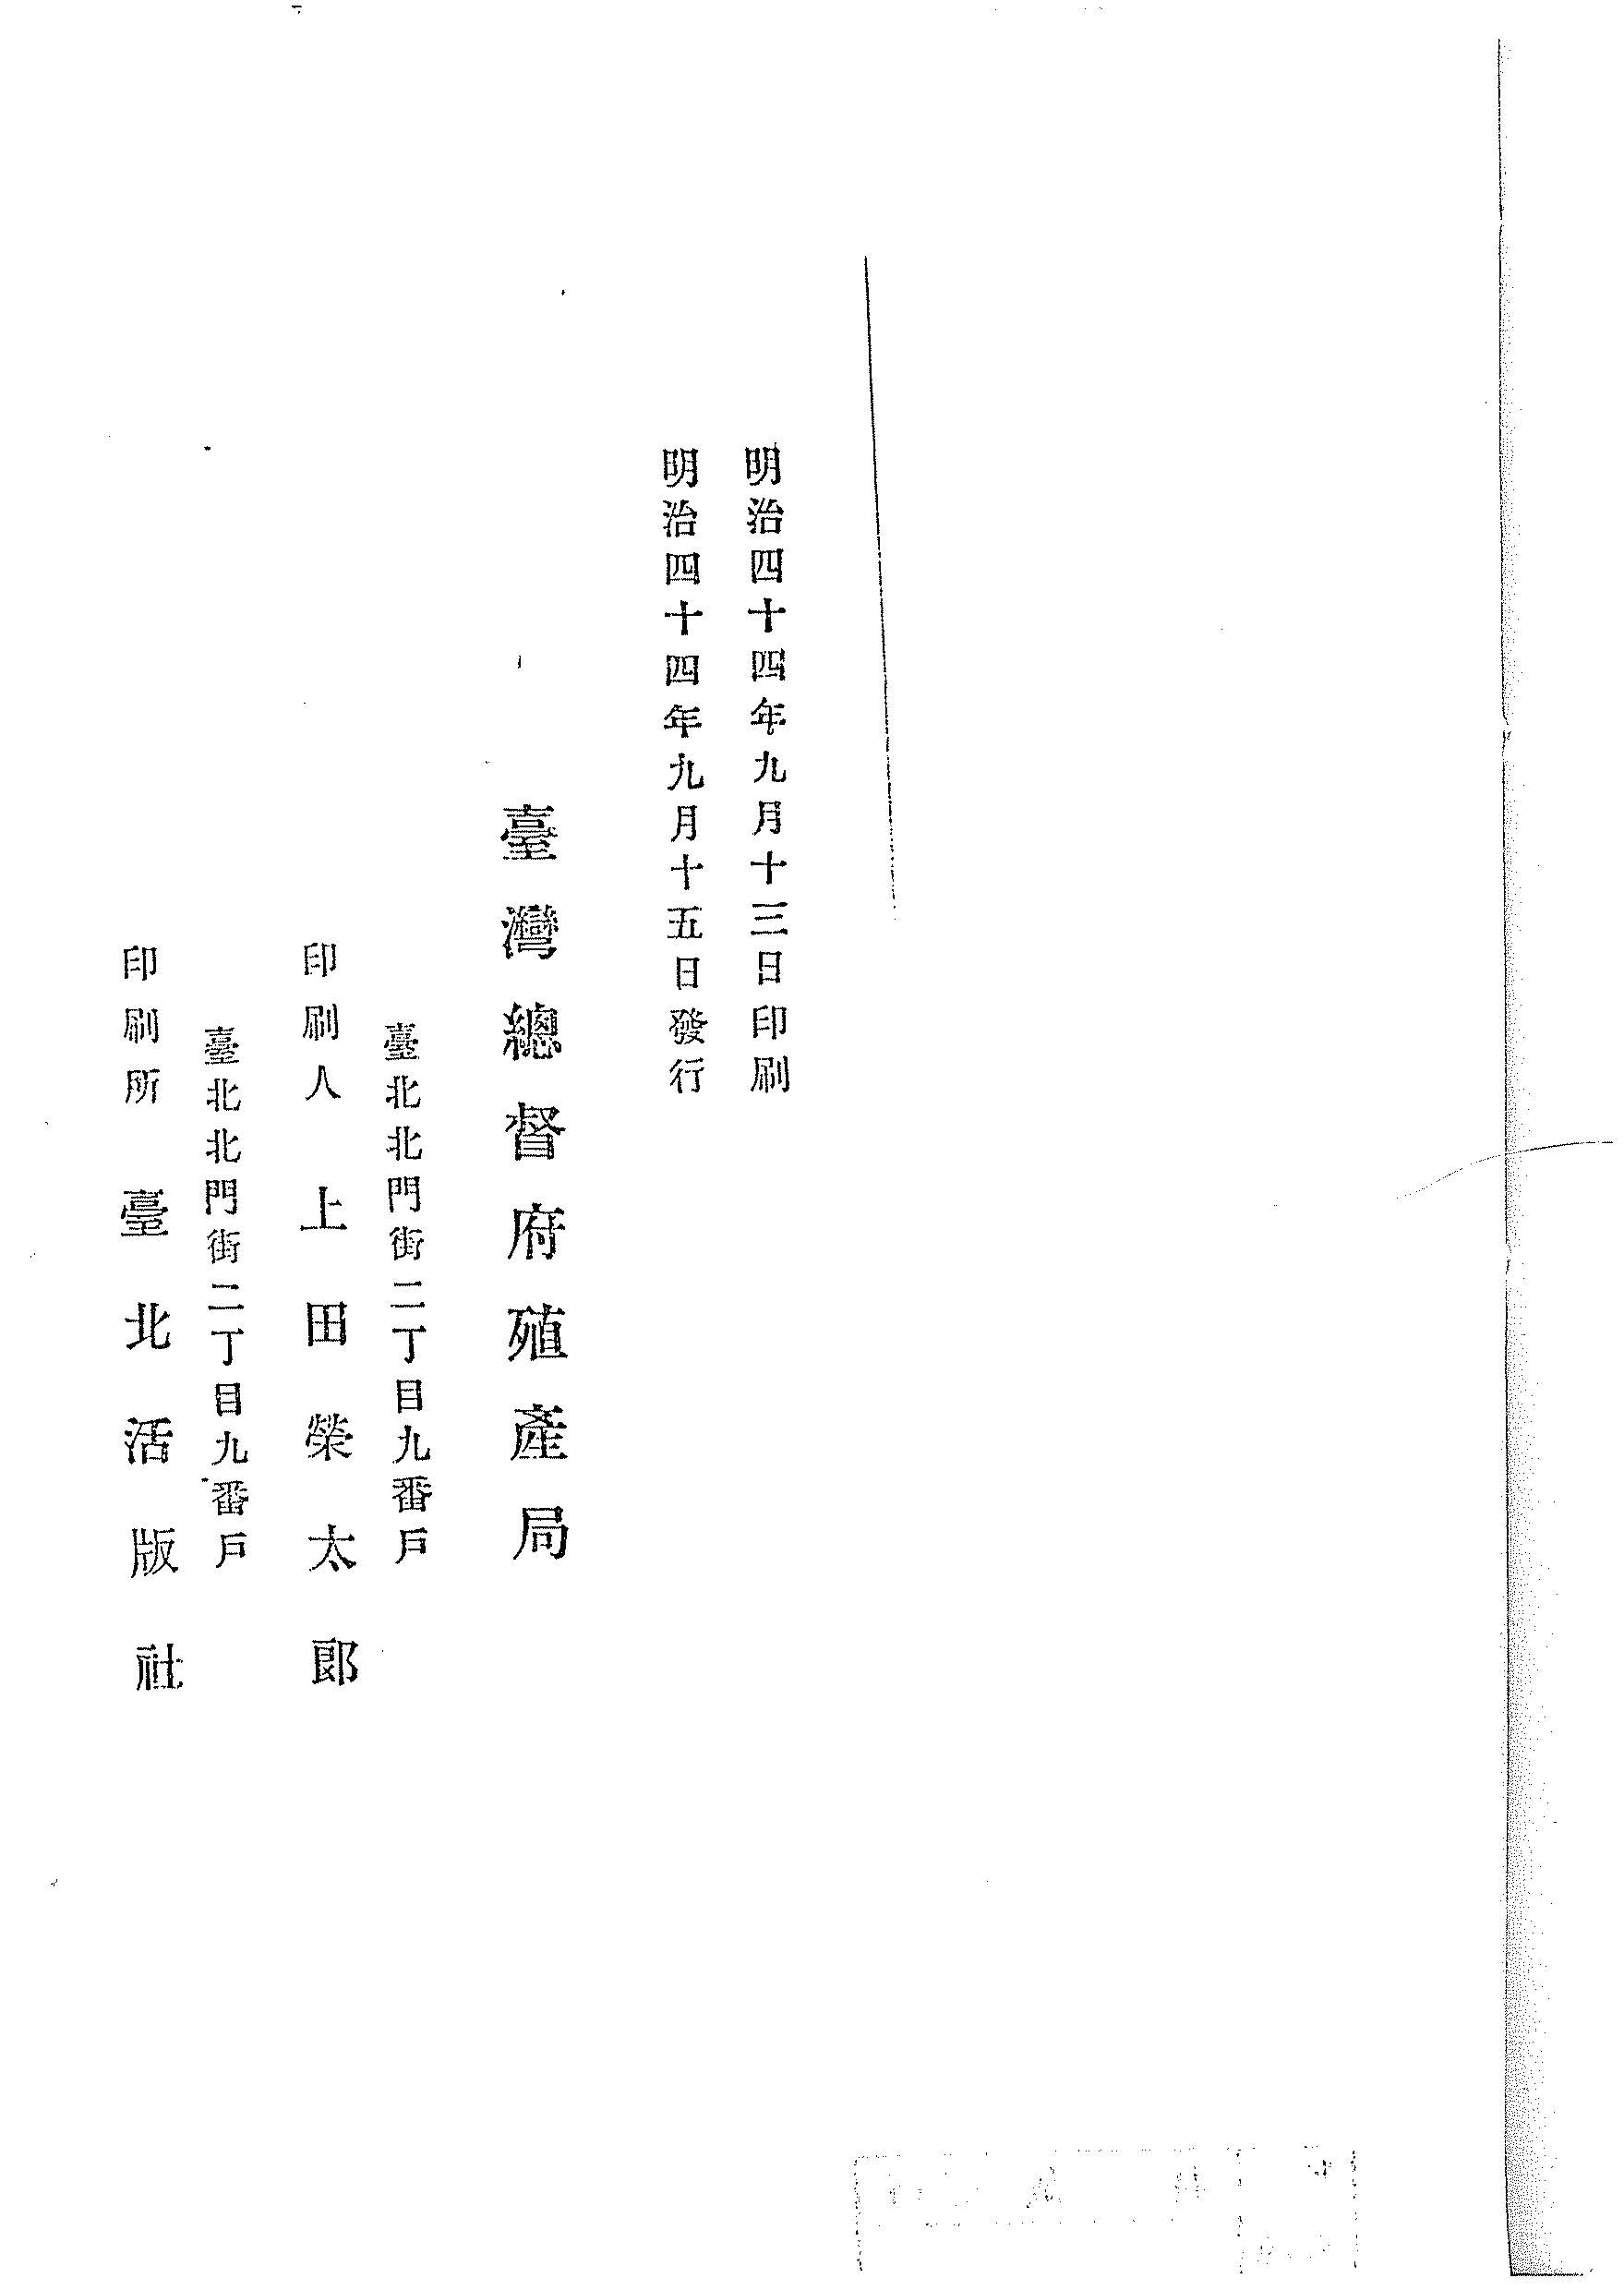 明治四十四年九月十三日印刷
明治四十四年九月十五日發行
臺灣總督府殖產局
臺北北門街二丁目九番戶
印刷人 上田榮太郎
臺北北門街二丁目九番戶
印刷所 臺北活版社